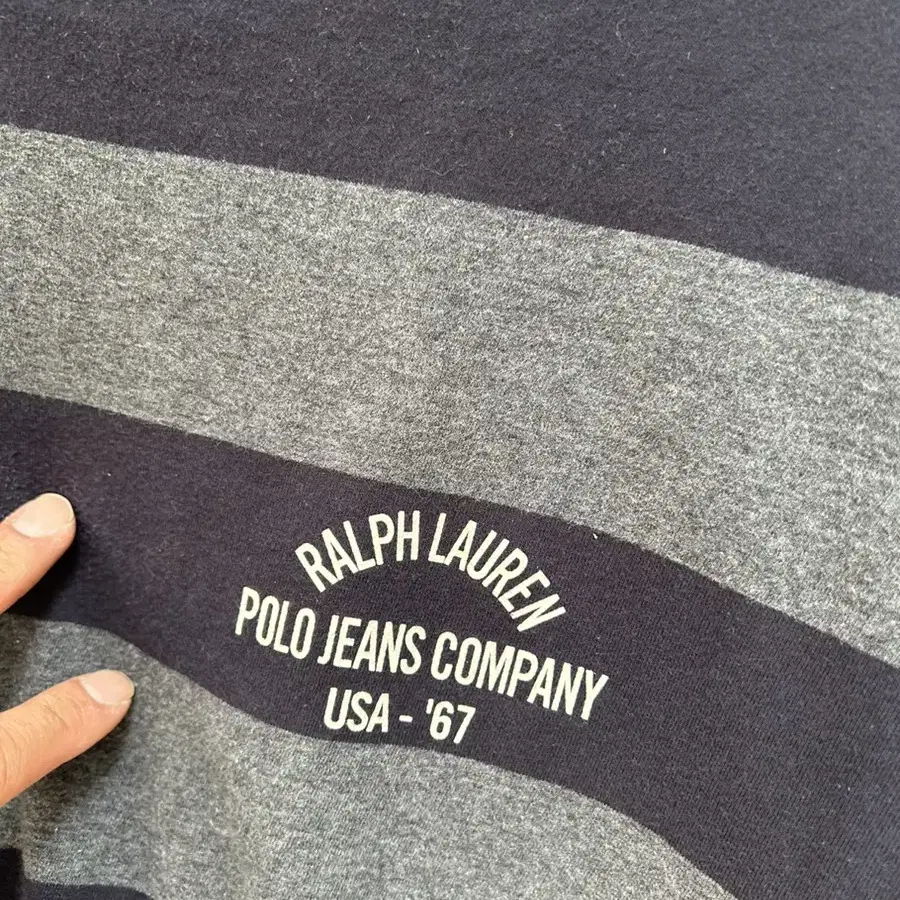 RALPH LAUREN
POLO JEANS COMPANY
USA - '67